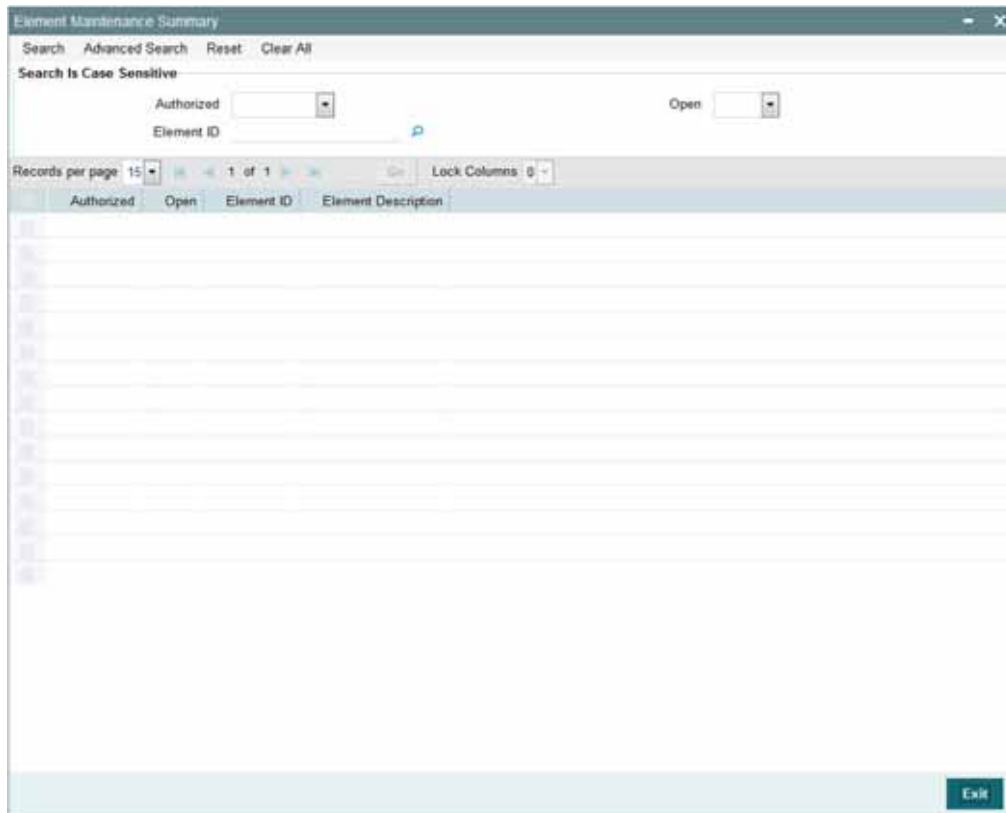 Element Maintenance Summary
Search Advanced Search Reset Clear All
Search Is Case Sensitive
Authorized Open
Element ID
Records per page 15 1 of 1 Go Lock Columns 0
Authorized Open Element ID Element Description
Exit